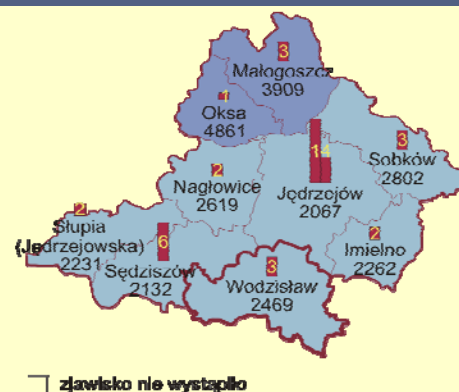 3
Małogoszcz
3909
1
Oksa
4861
14
Jędrzejów
2067
3
Sobków
2802
2
Nagłowice
2619
2
Słupia
(Jędrzejowska)
2231
6
Sędziszów
2132
2
Imielno
2262
3
Wodzisław
2469
zjawisko nie wystąpiło